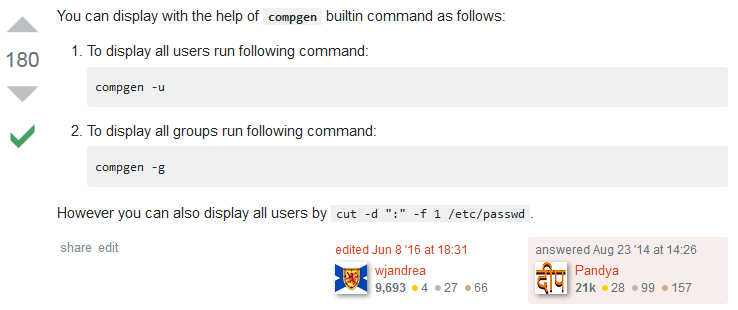 You can display with the help of compgen builtin command as follows:
180
1. To display all users run following command:
compgen -u
2. To display all groups run following command:
compgen -g
However you can also display all users by cut -d ":" -f 1 /etc/passwd.
share edit
edited Jun 8 '16 at 18:31
wjandrea
9,693 ● 4 ● 27 ● 66
answered Aug 23 '14 at 14:26
दीप
Pandya
21k ● 28 ● 99 ● 157